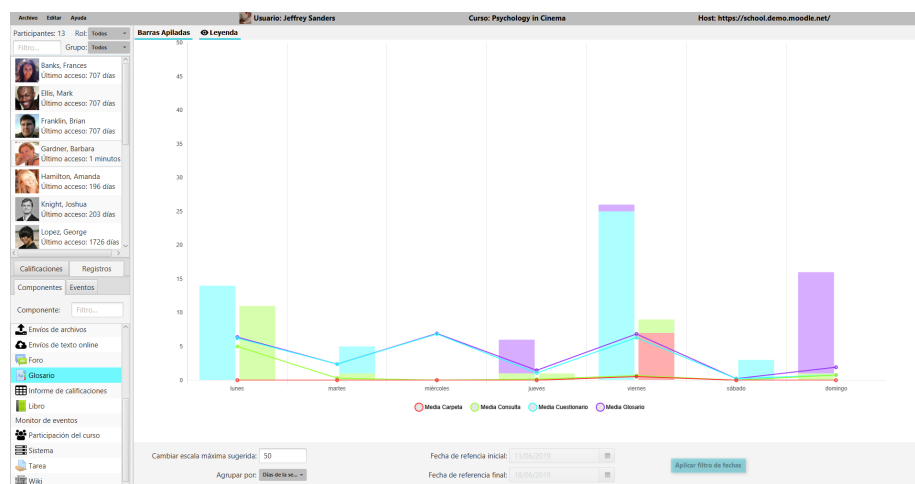 Archivo Editar Ayuda
Usuario: Jeffrey Sanders
Curso: Psychology in Cinema
Host: https://school.demo.moodle.net/
Participantes: 13 Rol: Todos
Filtro... Grupo: Todos
Banks, Frances
Último acceso: 707 días
Ellis, Mark
Último acceso: 707 días
Franklin, Brian
Último acceso: 707 días
Gardner, Barbara
Último acceso: 1 minutos
Hamilton, Amanda
Último acceso: 196 días
Knight, Joshua
Último acceso: 203 días
Lopez, George
Último acceso: 1726 días
Calificaciones Registros
Componentes Eventos
Componente: Filtro...
Envíos de archivos
Envíos de texto online
Foro
Glosario
Informe de calificaciones
Libro
Monitor de eventos
Participación del curso
Sistema
Tarea
Wiki
Barras Apiladas Leyenda
50
45
40
35
30
25
20
15
10
5
0
lunes martes miércoles jueves viernes sábado domingo
Media Carpeta Media Consulta Media Cuestionario Media Glosario
Cambiar escala máxima sugerida: 50
Agrupar por: Días de la se...
Fecha de refencia inicial: 11/06/2019
Fecha de referencia final: 18/06/2019
Aplicar filtro de fechas